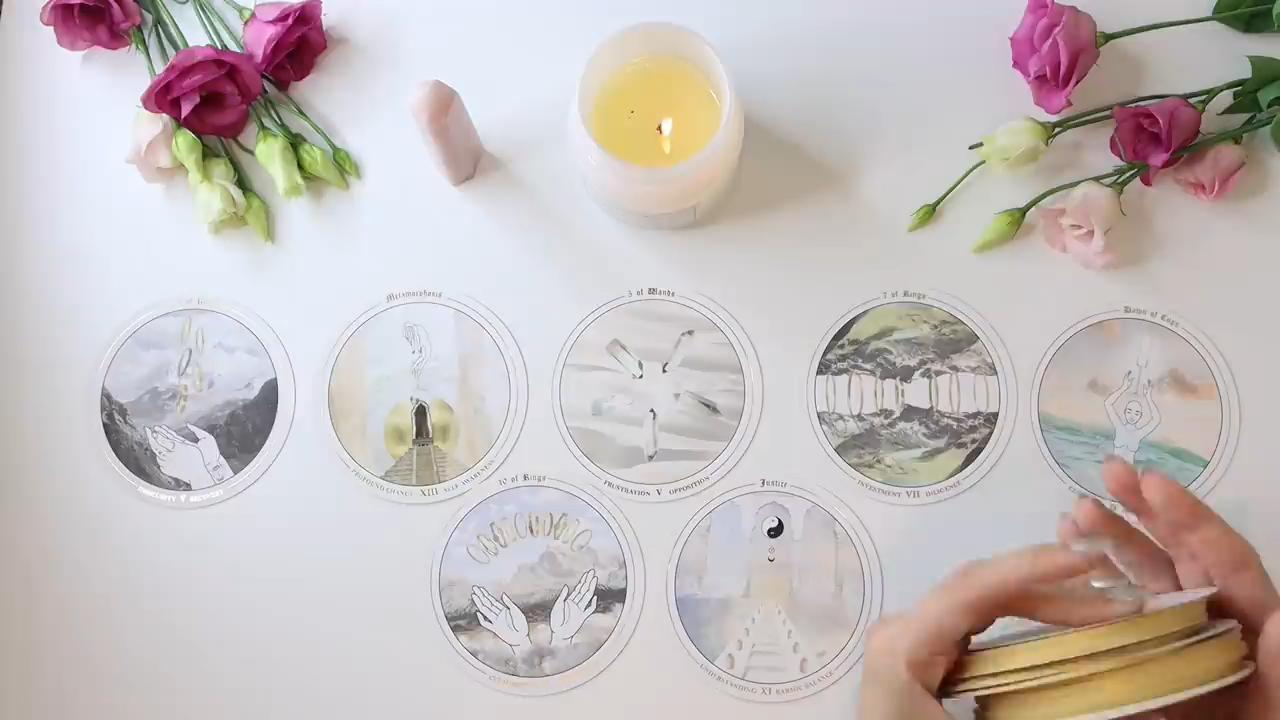 Metamorphosis
PROFOUND CHANGE XIII SELF AWARENESS
5 of Wands
FRUSTRATION V OPPOSITION
7 of Rings
INVESTMENT VII DILIGENCE
Dawn of Cups
10 of Rings
Justice
UNDERSTANDING XI KARMIC BALANCE